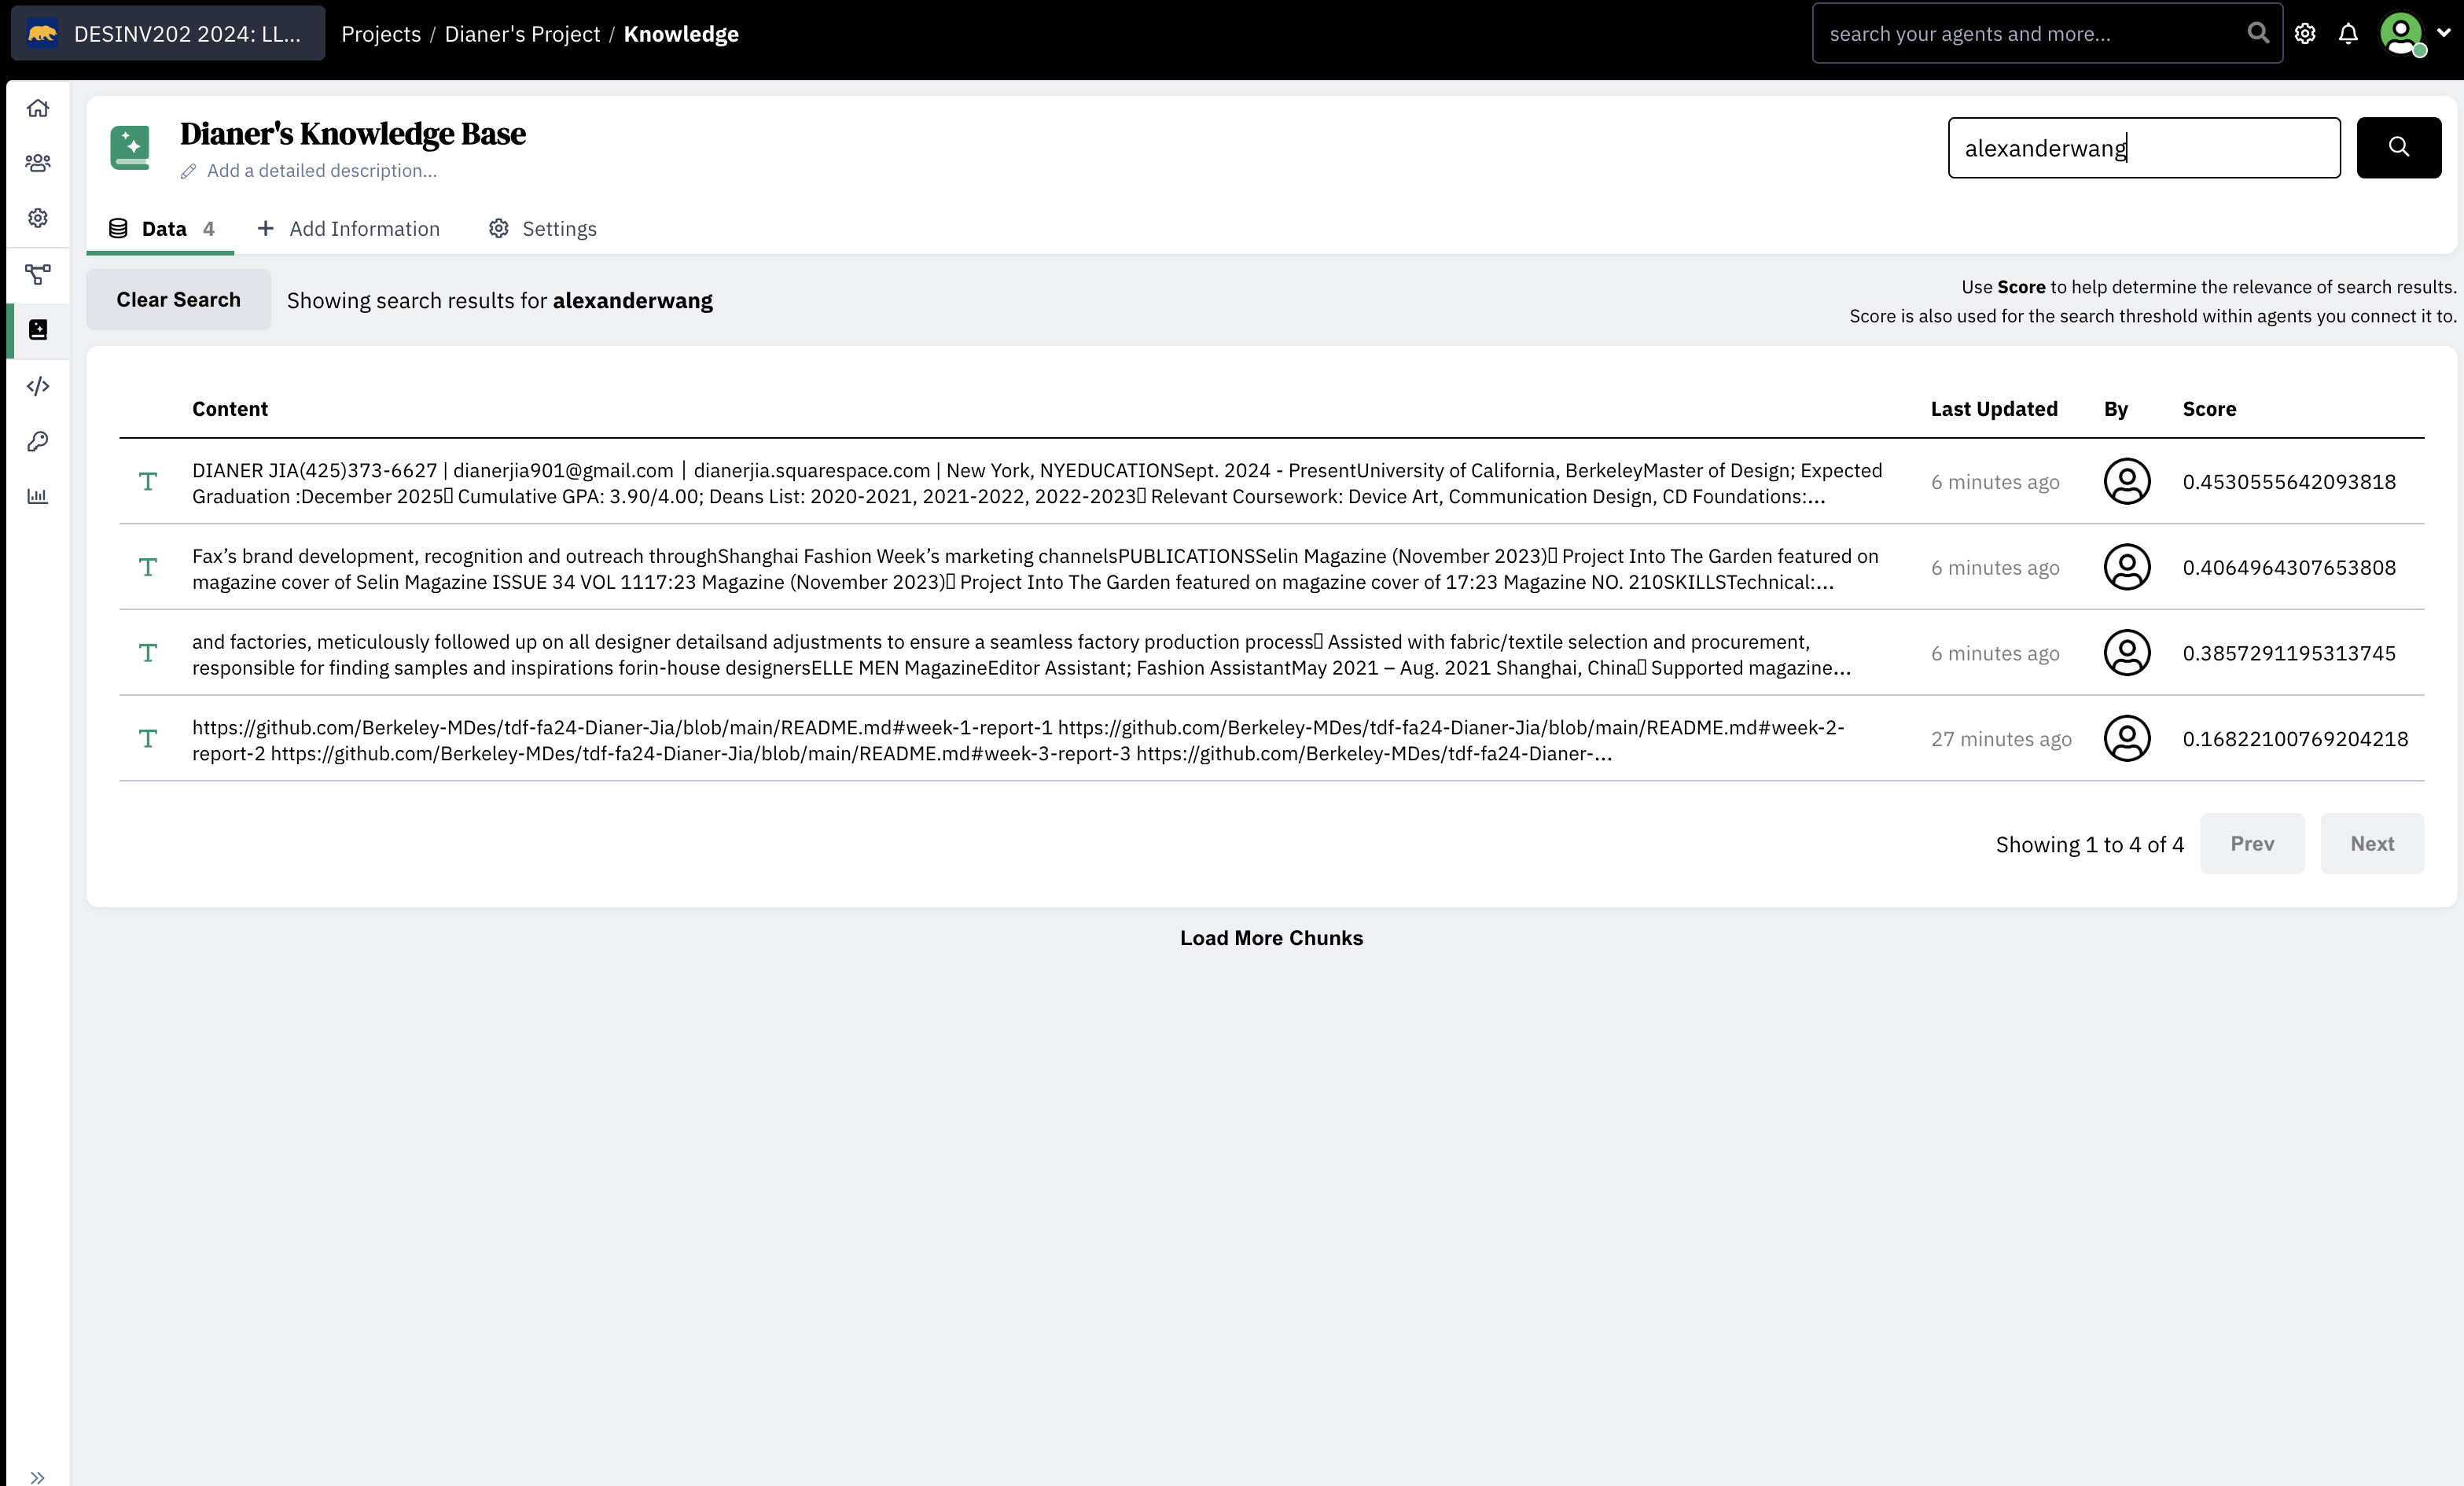 DESINV202 2024: LL...
Projects / Dianer's Project / Knowledge
search your agents and more...
Dianer's Knowledge Base
Add a detailed description...
alexanderwang
Data 4
Add Information
Settings
Clear Search
Showing search results for alexanderwang
Use Score to help determine the relevance of search results.
Score is also used for the search threshold within agents you connect it to.
Content Last Updated By Score
DIANER JIA(425)373-6627 | dianerjia901@gmail.com | dianerjia.squarespace.com | New York, NYEDUCATIONSept. 2024 - PresentUniversity of California, BerkeleyMaster of Design; Expected
Graduation :December 2025▯ Cumulative GPA: 3.90/4.00; Deans List: 2020-2021, 2021-2022, 2022-2023▯ Relevant Coursework: Device Art, Communication Design, CD Foundations:...
6 minutes ago
0.4530555642093818
Fax’s brand development, recognition and outreach throughShanghai Fashion Week’s marketing channelsPUBLICATIONSSelin Magazine (November 2023)▯ Project Into The Garden featured on
magazine cover of Selin Magazine ISSUE 34 VOL 1117:23 Magazine (November 2023)▯ Project Into The Garden featured on magazine cover of 17:23 Magazine NO. 210SKILLSTechnical:...
6 minutes ago
0.4064964307653808
and factories, meticulously followed up on all designer detailsand adjustments to ensure a seamless factory production process▯ Assisted with fabric/textile selection and procurement,
responsible for finding samples and inspirations forin-house designersELLE MEN MagazineEditor Assistant; Fashion AssistantMay 2021 – Aug. 2021 Shanghai, China▯ Supported magazine...
6 minutes ago
0.3857291195313745
https://github.com/Berkeley-MDes/tdf-fa24-Dianer-Jia/blob/main/README.md#week-1-report-1 https://github.com/Berkeley-MDes/tdf-fa24-Dianer-Jia/blob/main/README.md#week-2-
report-2 https://github.com/Berkeley-MDes/tdf-fa24-Dianer-Jia/blob/main/README.md#week-3-report-3 https://github.com/Berkeley-MDes/tdf-fa24-Dianer-...
27 minutes ago
0.16822100769204218
Showing 1 to 4 of 4
Prev
Next
Load More Chunks